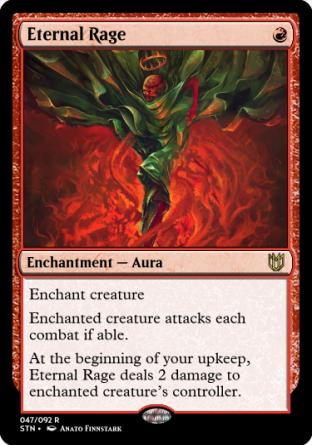 Eternal Rage
Enchantment — Aura
Enchant creature
Enchanted creature attacks each
combat if able.
At the beginning of your upkeep,
Eternal Rage deals 2 damage to
enchanted creature's controller.
047/092 R
STN • Anato Finnstark